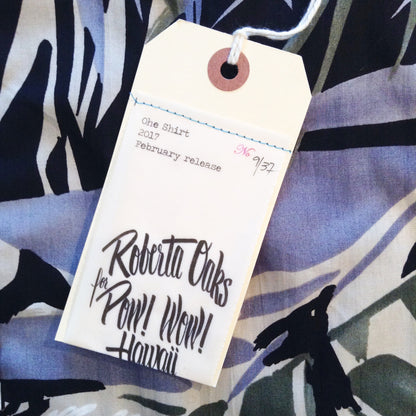 Ohe Shirt
2017
February release
No 9/37
Roberta Oaks
for
Pow! Wow!
Hawaii